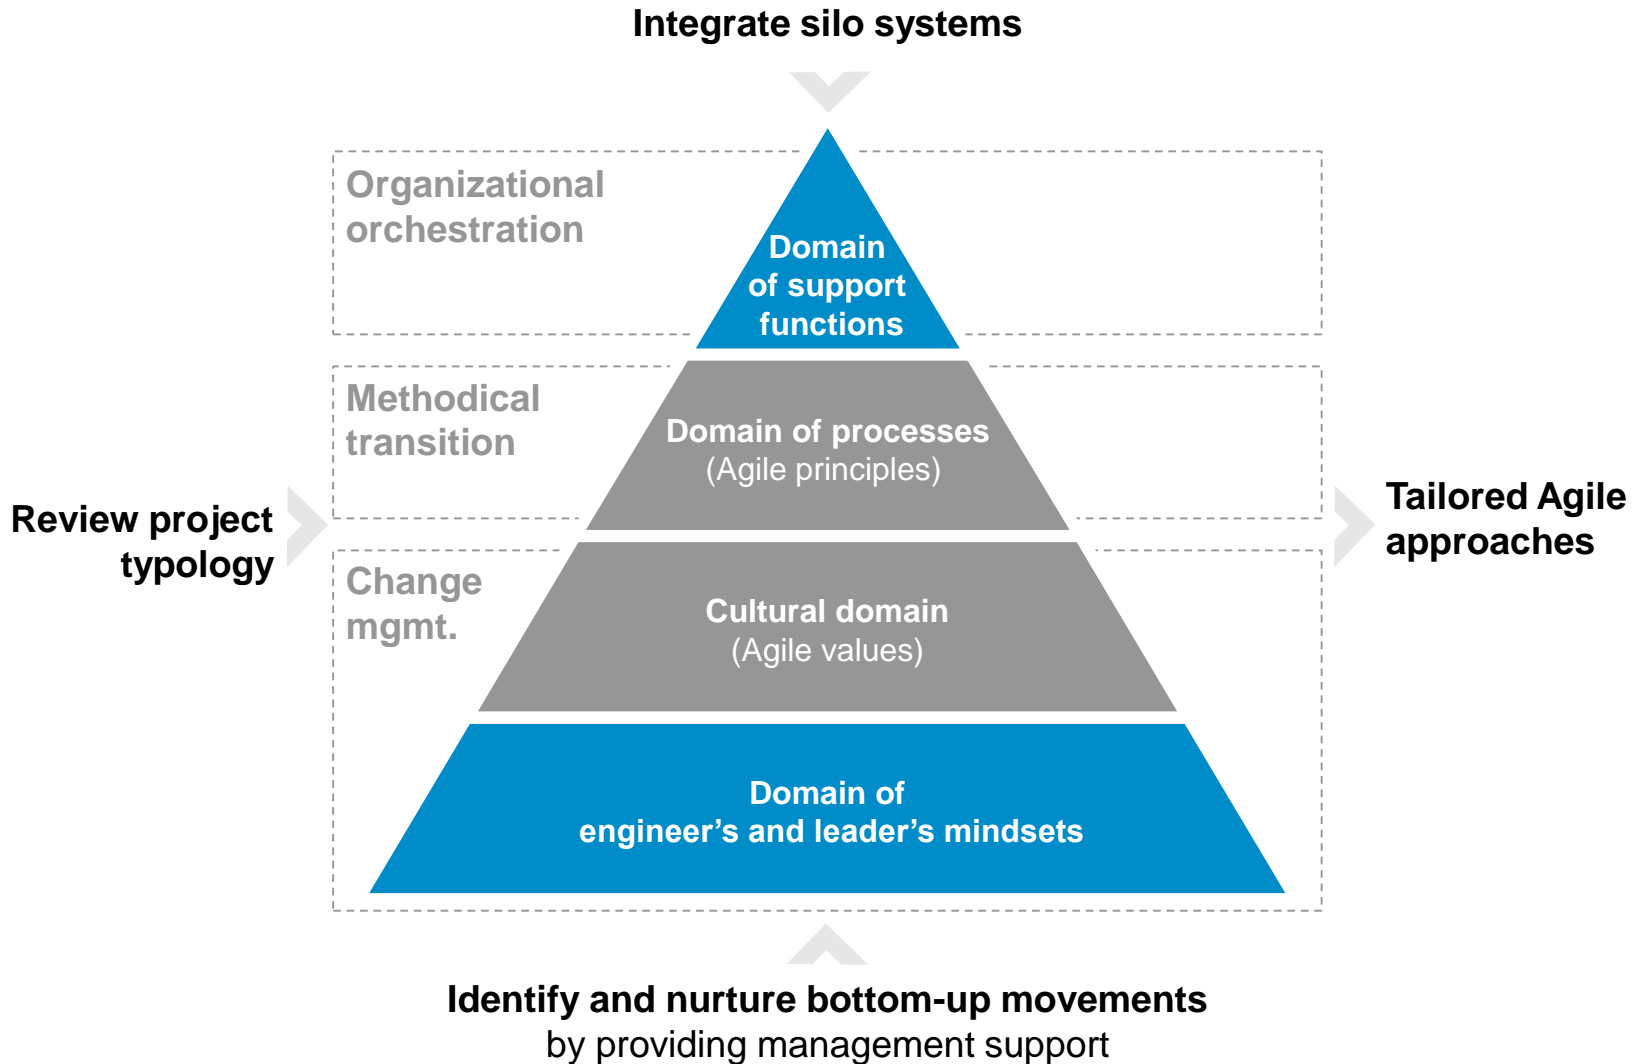 Integrate silo systems
Organizational
orchestration
Domain
of support
functions
Methodical
transition
Domain of processes
(Agile principles)
Review project
typology
Tailored Agile
approaches
Change
mgmt.
Cultural domain
(Agile values)
Domain of
engineer’s and leader’s mindsets
Identify and nurture bottom-up movements
by providing management support